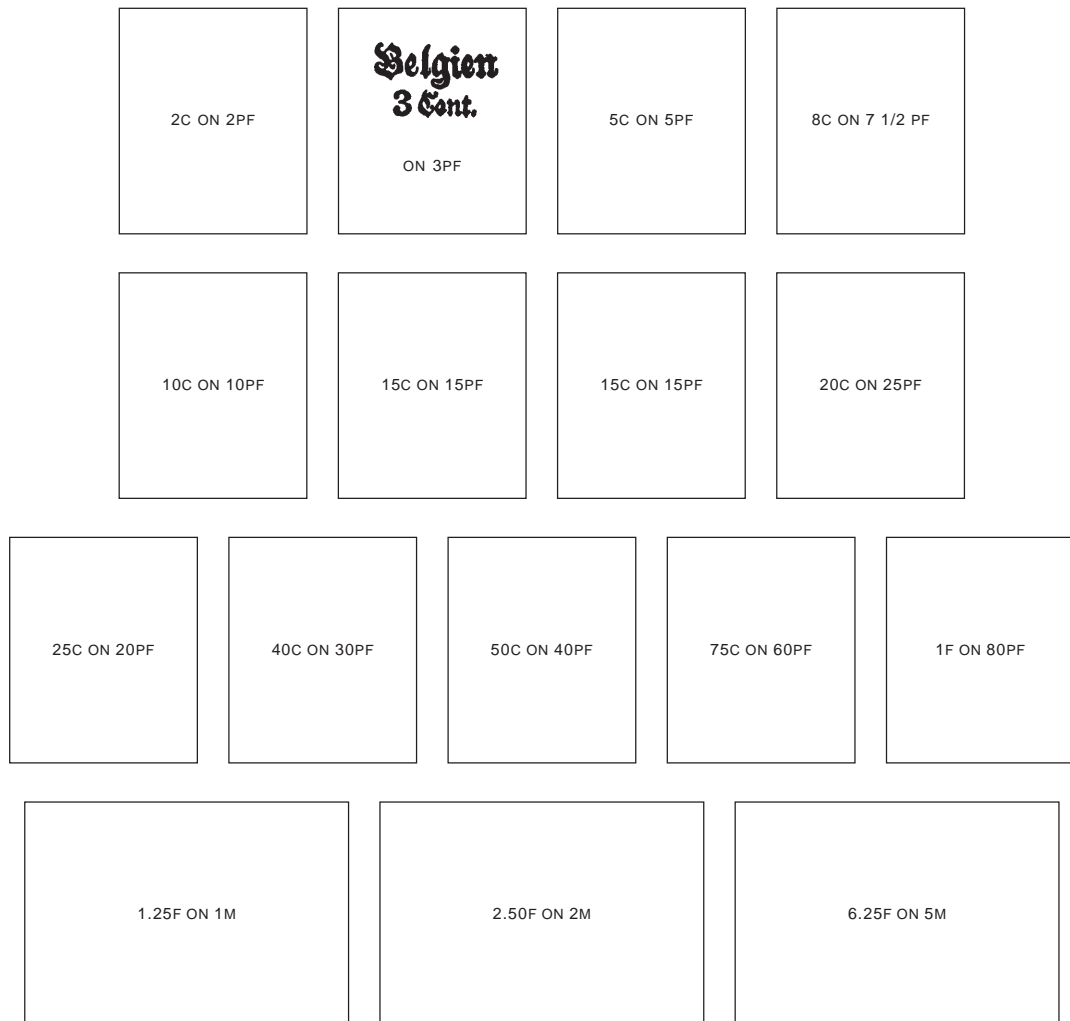 2C ON 2PF
Belgien
3 Cent.
ON 3PF
5C ON 5PF
8C ON 7 1/2 PF
10C ON 10PF
15C ON 15PF
15C ON 15PF
20C ON 25PF
25C ON 20PF
40C ON 30PF
50C ON 40PF
75C ON 60PF
1F ON 80PF
1.25F ON 1M
2.50F ON 2M
6.25F ON 5M